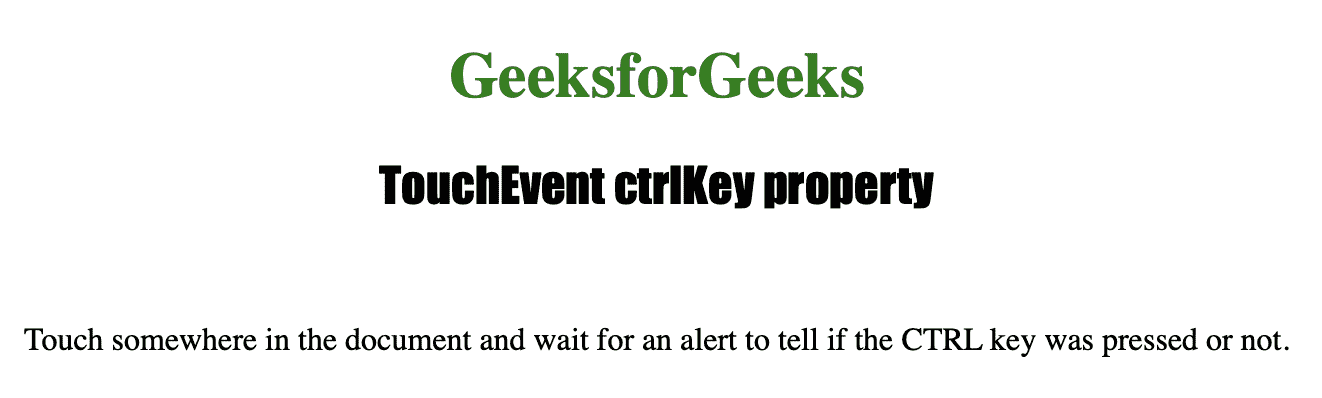 GeeksforGeeks
TouchEvent ctrlKey property
Touch somewhere in the document and wait for an alert to tell if the CTRL key was pressed or not.